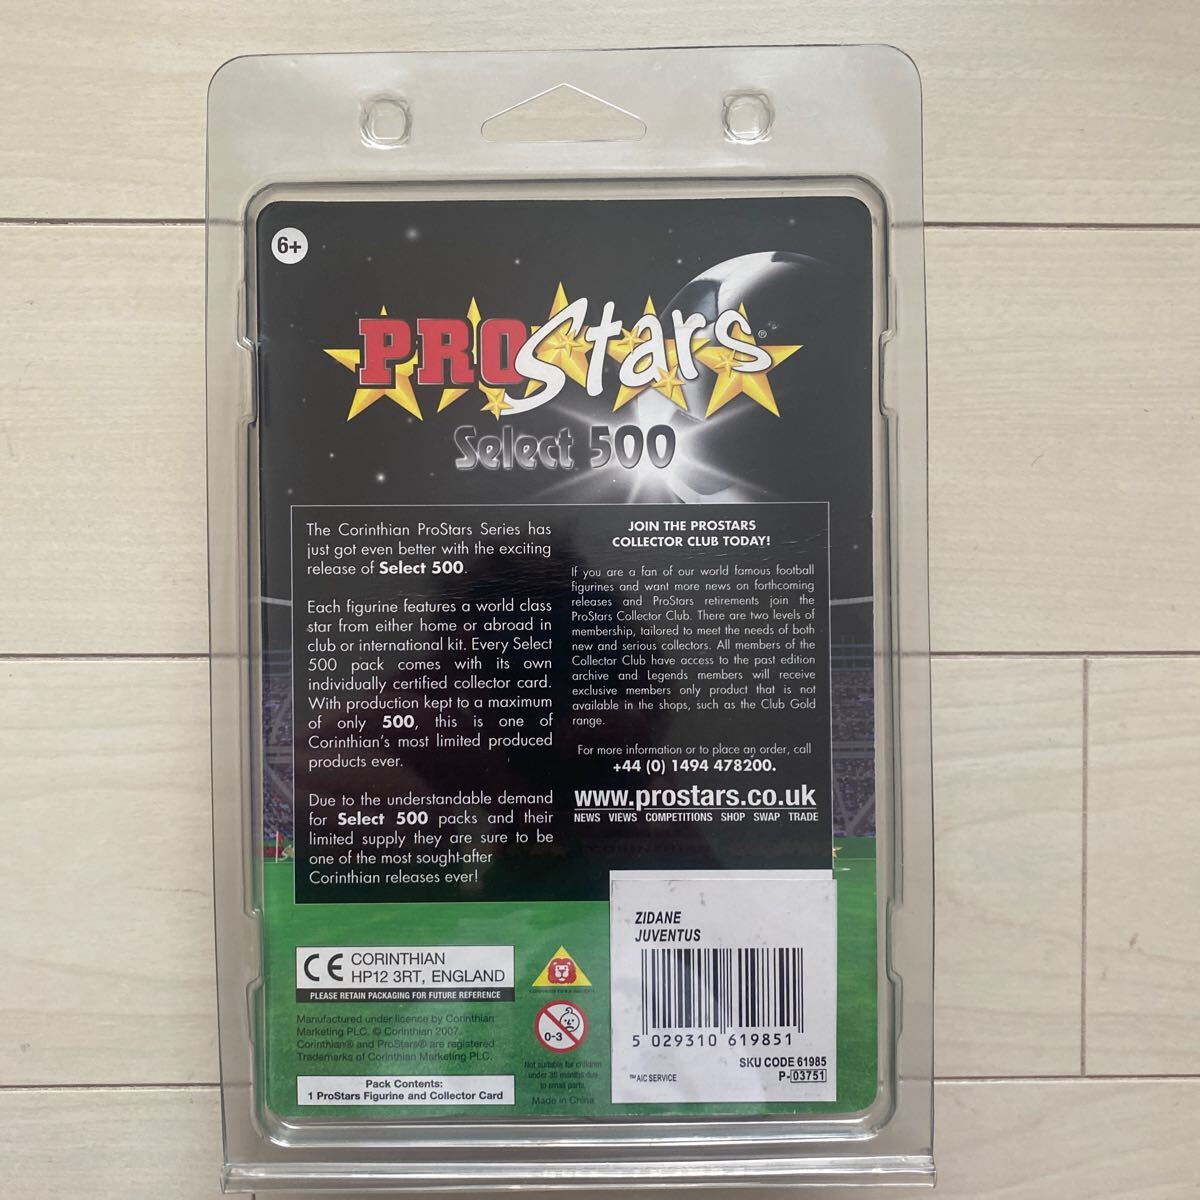 6+
PROStars®
Select 500
The Corinthian ProStars Series has
just got even better with the exciting
release of Select 500.
Each figurine features a world class
star from either home or abroad in
club or international kit. Every Select
500 pack comes with its own
individually certified collector card.
With production kept to a maximum
of only 500, this is one of
Corinthian's most limited produced
products ever.
Due to the understandable demand
for Select 500 packs and their
limited supply they are sure to be
one of the most sought-after
Corinthian releases ever!
JOIN THE PROSTARS
COLLECTOR CLUB TODAY!
If you are a fan of our world famous football
figurines and want more news on forthcoming
releases and ProStars retirements join the
ProStars Collector Club. There are two levels of
membership, tailored to meet the needs of both
new and serious collectors. All members of the
Collector Club have access to the past edition
archive and Legends members will receive
exclusive members only product that is not
available in the shops, such as the Club Gold
range.
For more information or to place an order, call
+44 (0) 1494 478200.
www.prostars.co.uk
NEWS VIEWS COMPETITIONS SHOP SWAP TRADE
CE CORINTHIAN
HP12 3RT, ENGLAND
PLEASE RETAIN PACKAGING FOR FUTURE REFERENCE
Manufactured under licence by Corinthian
Marketing PLC. © Corinthian 2007.
Corinthian® and ProStars® are registered
Trademarks of Corinthian Marketing PLC.
Pack Contents:
1 ProStars Figurine and Collector Card
0-3
Not suitable for children
under 36 months due
to small parts.
Made in China
ZIDANE
JUVENTUS
5 029310 619851
SKU CODE 61985
™AIC SERVICE
P-03751